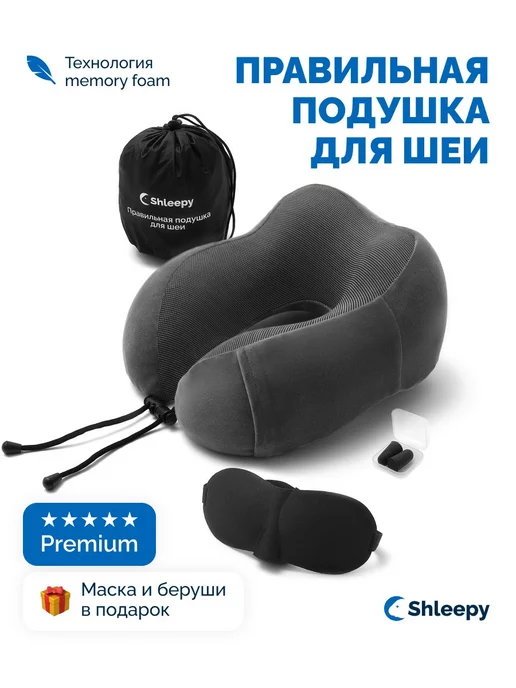 Технология
memory foam
ПРАВИЛЬНАЯ
ПОДУШКА
ДЛЯ ШЕИ
Shleepy
Правильная подушка
для шеи
Premium
Маска и беруши
в подарок
Shleepy